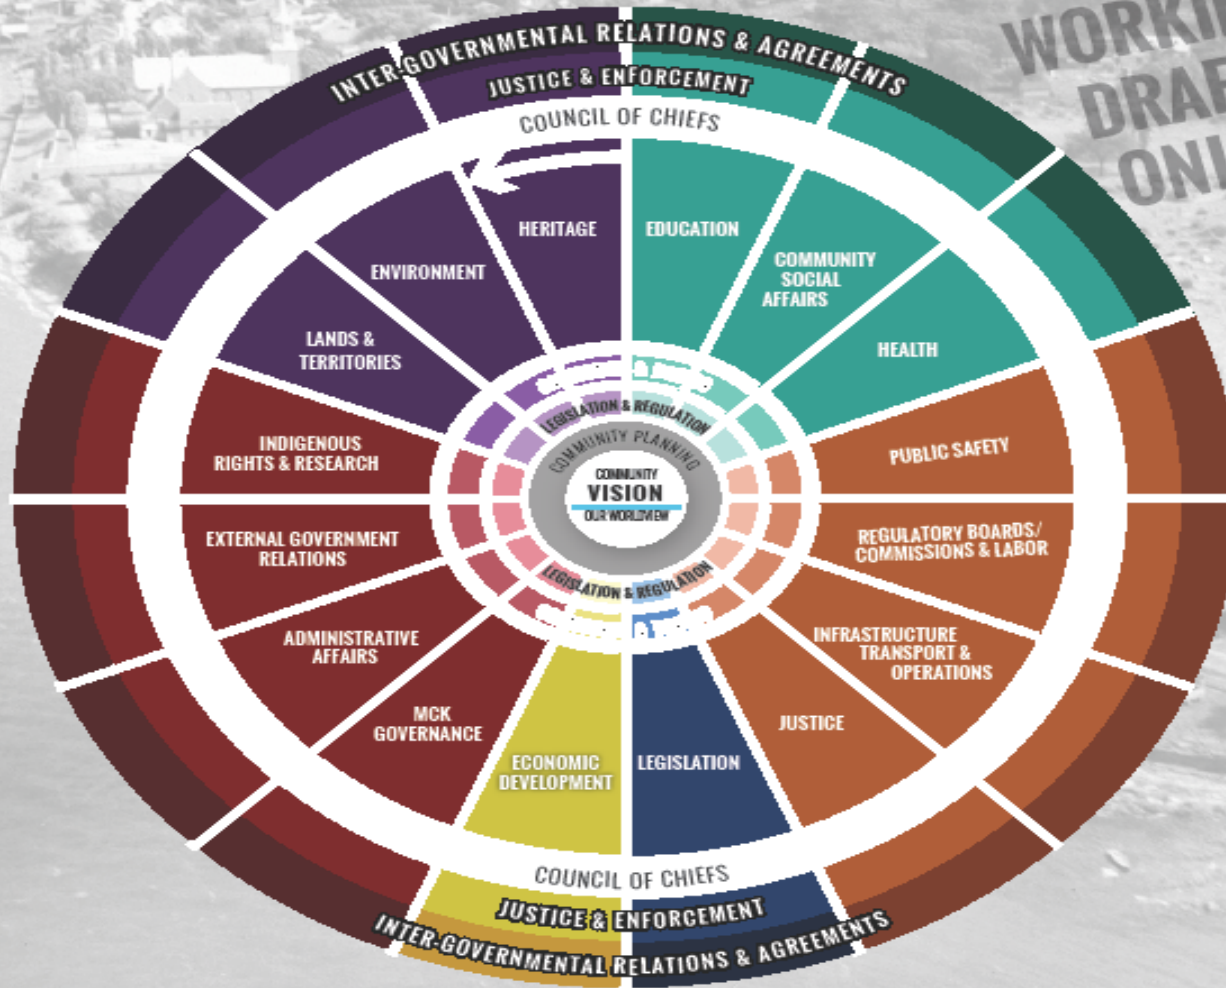 INTER-GOVERNMENTAL RELATIONS & AGREEMENTS
JUSTICE & ENFORCEMENT
COUNCIL OF CHIEFS
HERITAGE
EDUCATION
ENVIRONMENT
COMMUNITY
SOCIAL
AFFAIRS
LANDS &
TERRITORIES
HEALTH
INDIGENOUS
RIGHTS & RESEARCH
PUBLIC SAFETY
LEGISLATION & REGULATION
COMMUNITY PLANNING
COMMUNITY
VISION
OUR WORLDVIEW
EXTERNAL GOVERNMENT
RELATIONS
REGULATORY BOARDS/
COMMISSIONS & LABOR
LEGISLATION & REGULATION
ADMINISTRATIVE
AFFAIRS
INFRASTRUCTURE
TRANSPORT &
OPERATIONS
MCK
GOVERNANCE
JUSTICE
ECONOMIC
DEVELOPMENT
LEGISLATION
COUNCIL OF CHIEFS
JUSTICE & ENFORCEMENT
INTER-GOVERNMENTAL RELATIONS & AGREEMENTS